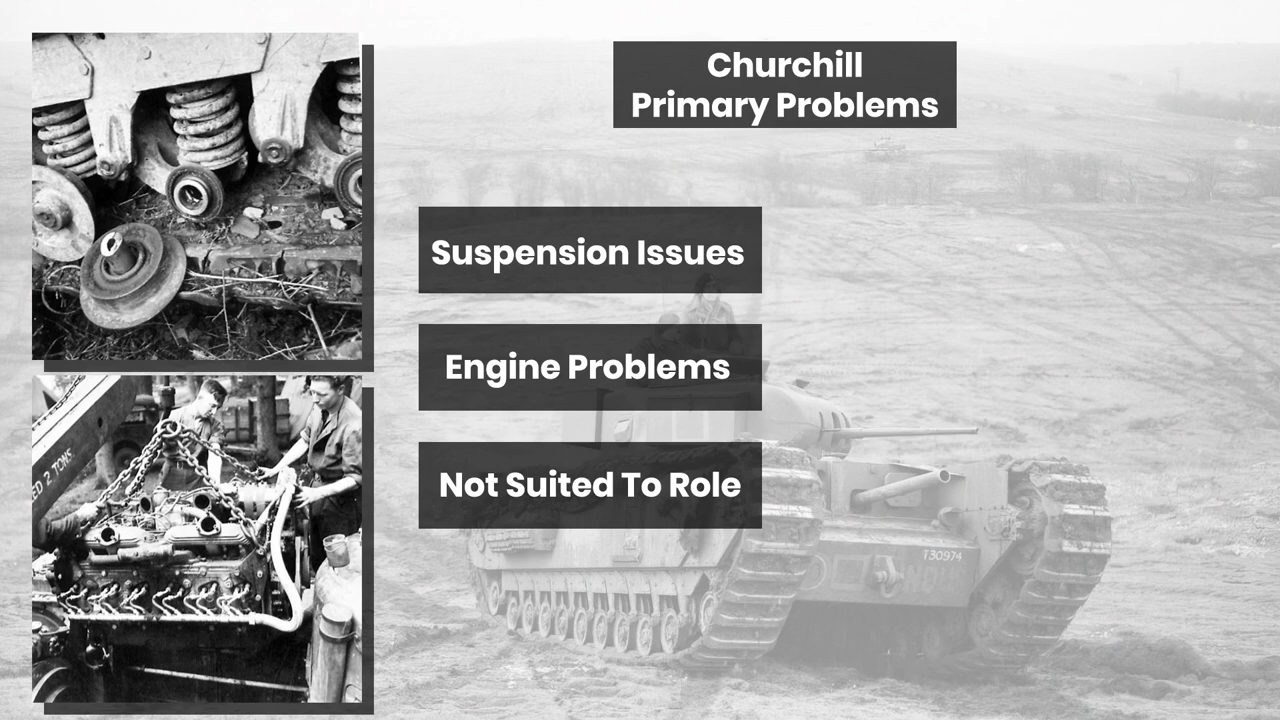 Churchill
Primary Problems
Suspension Issues
Engine Problems
Not Suited To Role
ED 2 TONS
T30974